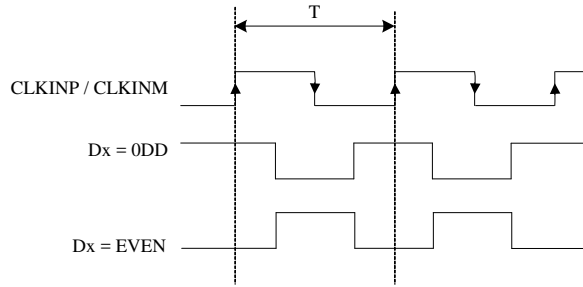 T
CLKINP / CLKINM
Dx = 0DD
Dx = EVEN